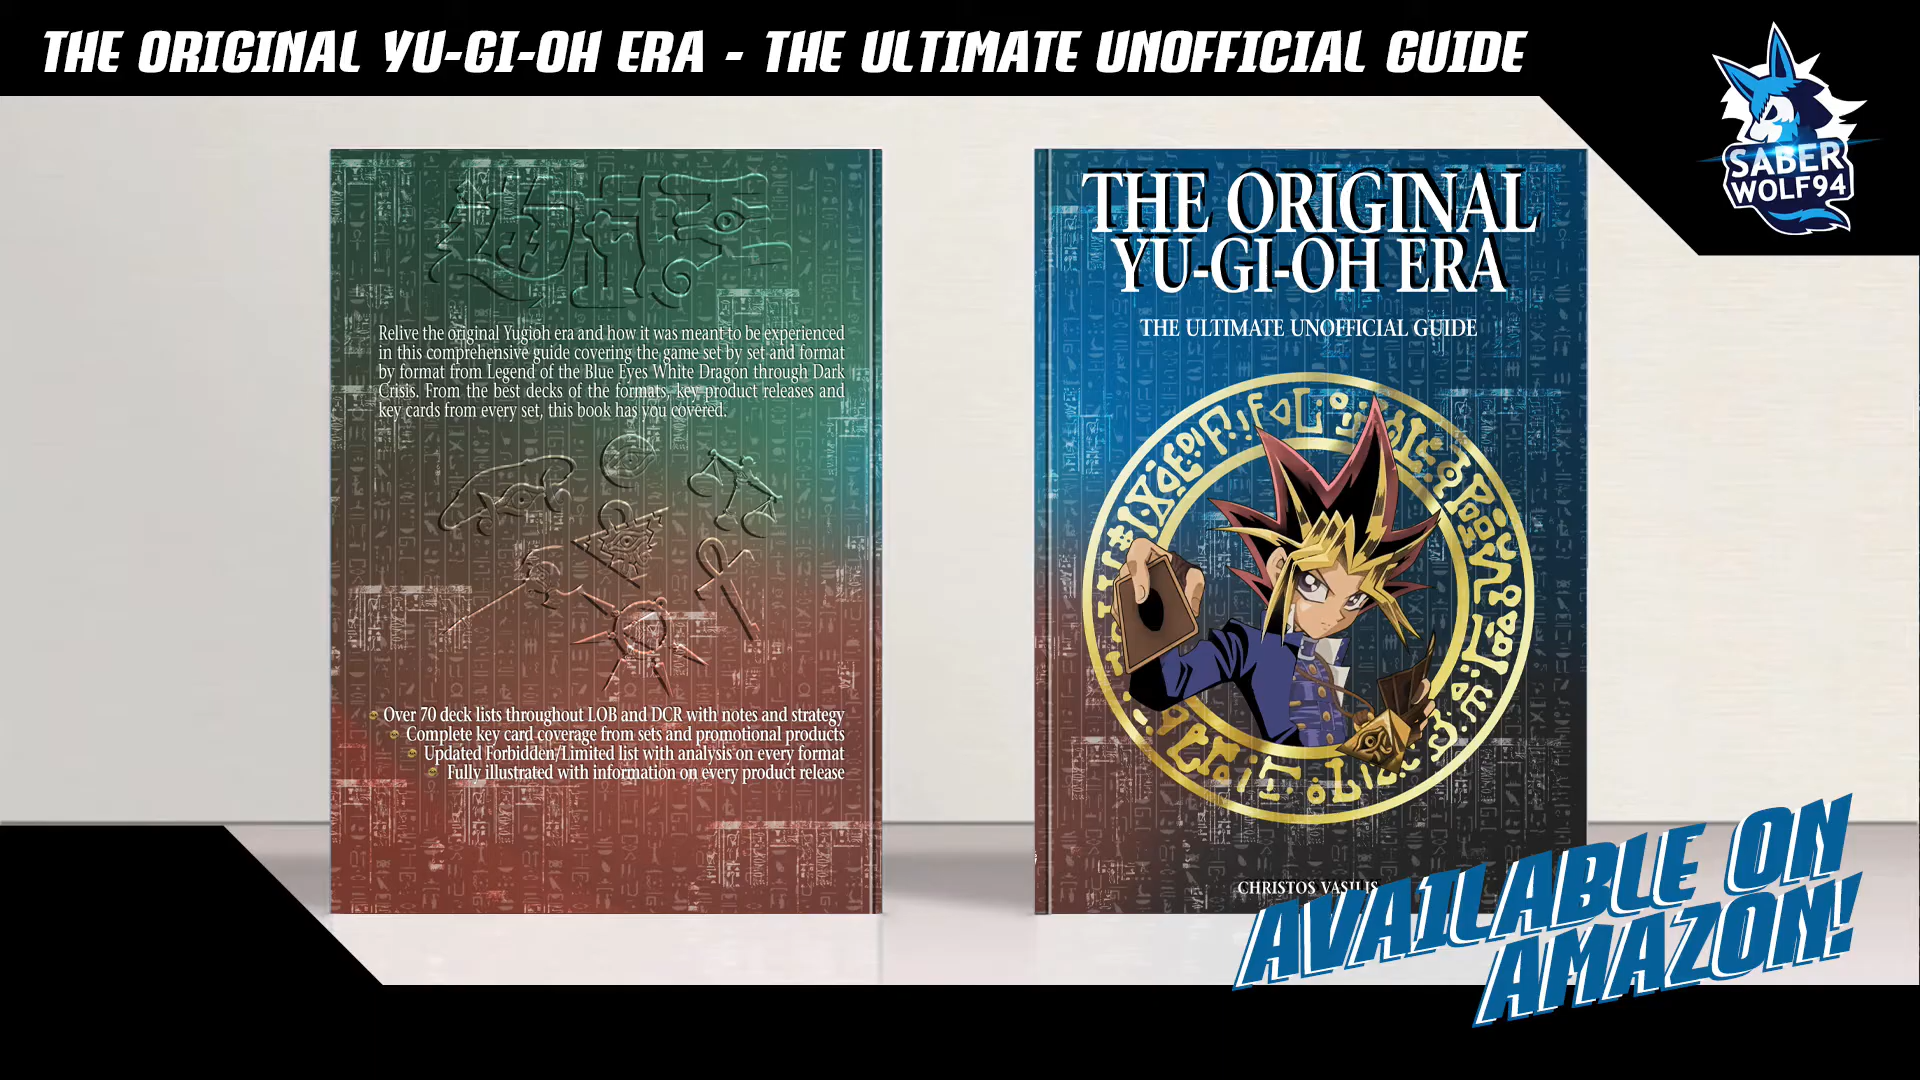 THE ORIGINAL YU-GI-OH ERA - THE ULTIMATE UNOFFICIAL GUIDE
SABER
WOLF94
Relive the original Yugioh era and how it was meant to be experienced
in this comprehensive guide covering the game set by set and format
by format from Legend of the Blue Eyes White Dragon through Dark
Crisis. From the best decks of the formats, key product releases and
key cards from every set, this book has you covered.
Over 70 deck lists throughout LOB and DCR with notes and strategy
Complete key card coverage from sets and promotional products
Updated Forbidden/Limited list with analysis on every format
Fully illustrated with information on every product release
THE ORIGINAL
YU-GI-OH ERA
THE ULTIMATE UNOFFICIAL GUIDE
CHRISTOS VASILIS
AVAILABLE ON
AMAZON!